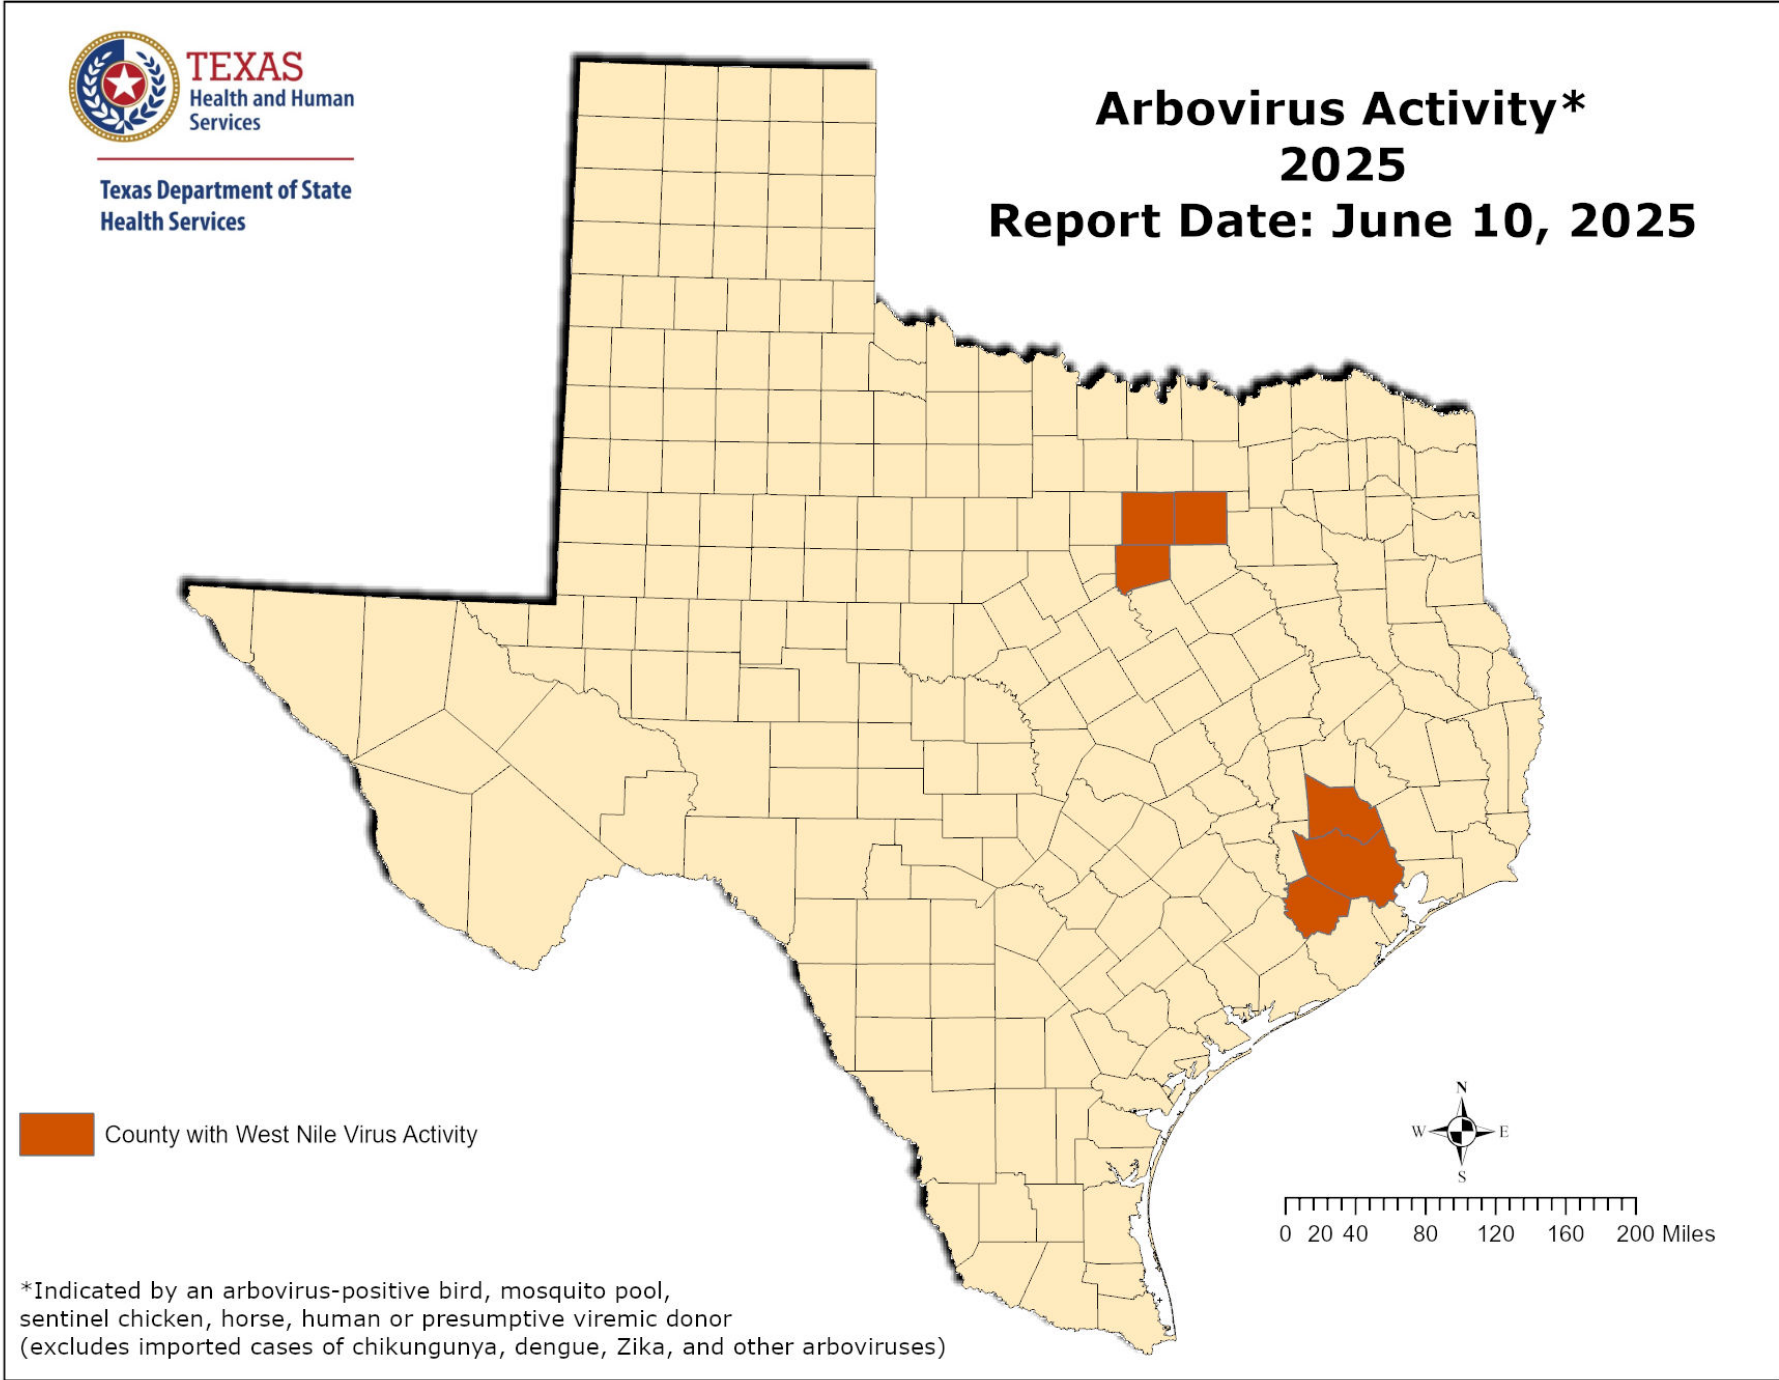 TEXAS
Health and Human
Services
Texas Department of State
Health Services
Arbovirus Activity*
2025
Report Date: June 10, 2025
County with West Nile Virus Activity
N
W E
S
0 20 40 80 120 160 200 Miles
*Indicated by an arbovirus-positive bird, mosquito pool,
sentinel chicken, horse, human or presumptive viremic donor
(excludes imported cases of chikungunya, dengue, Zika, and other arboviruses)